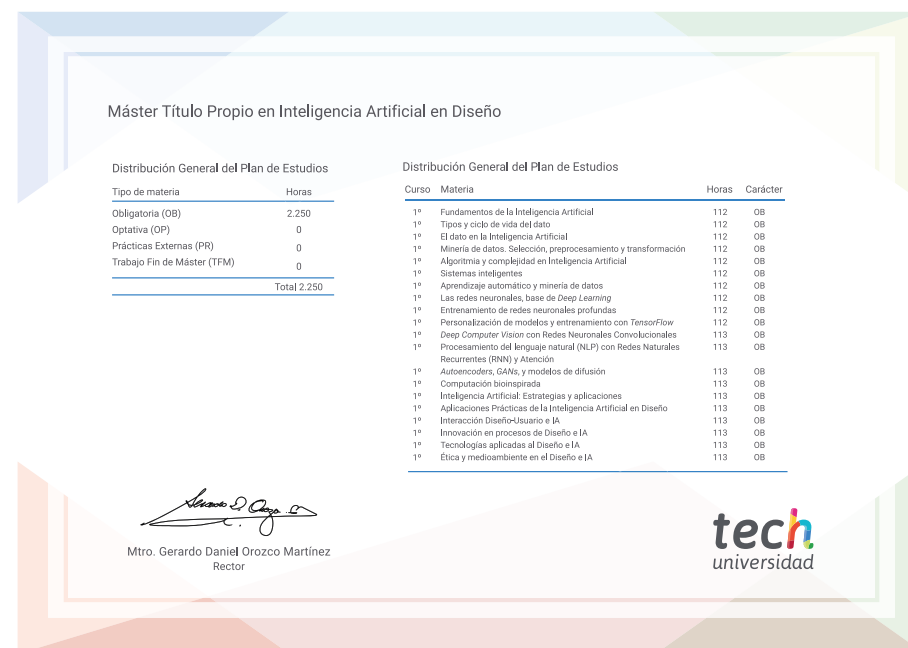 Máster Título Propio en Inteligencia Artificial en Diseño
Distribución General del Plan de Estudios
Tipo de materia Horas
Obligatoria (OB) 2.250
Optativa (OP) 0
Prácticas Externas (PR) 0
Trabajo Fin de Máster (TFM) 0
Total 2.250
Distribución General del Plan de Estudios
Curso Materia Horas Carácter
1º Fundamentos de la Inteligencia Artificial 112 OB
1º Tipos y ciclo de vida del dato 112 OB
1º El dato en la Inteligencia Artificial 112 OB
1º Minería de datos. Selección, preprocesamiento y transformación 112 OB
1º Algoritmia y complejidad en Inteligencia Artificial 112 OB
1º Sistemas inteligentes 112 OB
1º Aprendizaje automático y minería de datos 112 OB
1º Las redes neuronales, base de Deep Learning 112 OB
1º Entrenamiento de redes neuronales profundas 112 OB
1º Personalización de modelos y entrenamiento con TensorFlow 112 OB
1º Deep Computer Vision con Redes Neuronales Convolucionales 113 OB
1º Procesamiento del lenguaje natural (NLP) con Redes Naturales 113 OB
Recurrentes (RNN) y Atención
1º Autoencoders, GANs, y modelos de difusión 113 OB
1º Computación bioinspirada 113 OB
1º Inteligencia Artificial: Estrategias y aplicaciones 113 OB
1º Aplicaciones Prácticas de la Inteligencia Artificial en Diseño 113 OB
1º Interacción Diseño-Usuario e IA 113 OB
1º Innovación en procesos de Diseño e IA 113 OB
1º Tecnologías aplicadas al Diseño e IA 113 OB
1º Ética y medioambiente en el Diseño e IA 113 OB
Mtro. Gerardo Daniel Orozco Martínez
Rector
tech
universidad